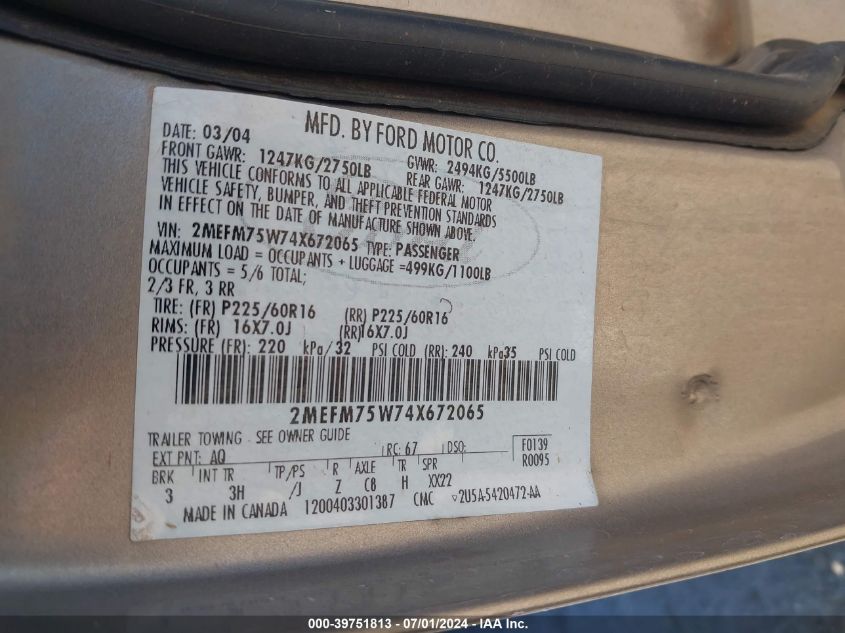 MFD. BY FORD MOTOR CO.
DATE: 03/04 GVWR: 2494KG/5500LB
FRONT GAWR: 1247KG/2750LB REAR GAWR: 1247KG/2750LB
THIS VEHICLE CONFORMS TO ALL APPLICABLE FEDERAL MOTOR
VEHICLE SAFETY, BUMPER, AND THEFT PREVENTION STANDARDS
IN EFFECT ON THE DATE OF MANUFACTURE SHOWN ABOVE.
VIN: 2MEFM75W74X672065 TYPE: PASSENGER
MAXIMUM LOAD = OCCUPANTS + LUGGAGE =499KG/1100LB
OCCUPANTS = 5/6 TOTAL;
2/3 FR, 3 RR
TIRE: (FR) P225/60R16 (RR) P225/60R16
RIMS: (FR) 16X7.0J (RR)16X7.0J
PRESSURE (FR): 220 kPa/32 PSI COLD (RR): 240 kPa35 PSI COLD
2MEFM75W74X672065
TRAILER TOWING - SEE OWNER GUIDE
EXT PNT: AQ RC: 67 DSO: F0139
R0095
BRK INT TR TP/PS R AXLE TR SPR
3 3H /J Z C8 H XX22
MADE IN CANADA 1200403301387 CMC 2U5A-5420472-AA
000-39751813 - 07/01/2024 - IAA Inc.